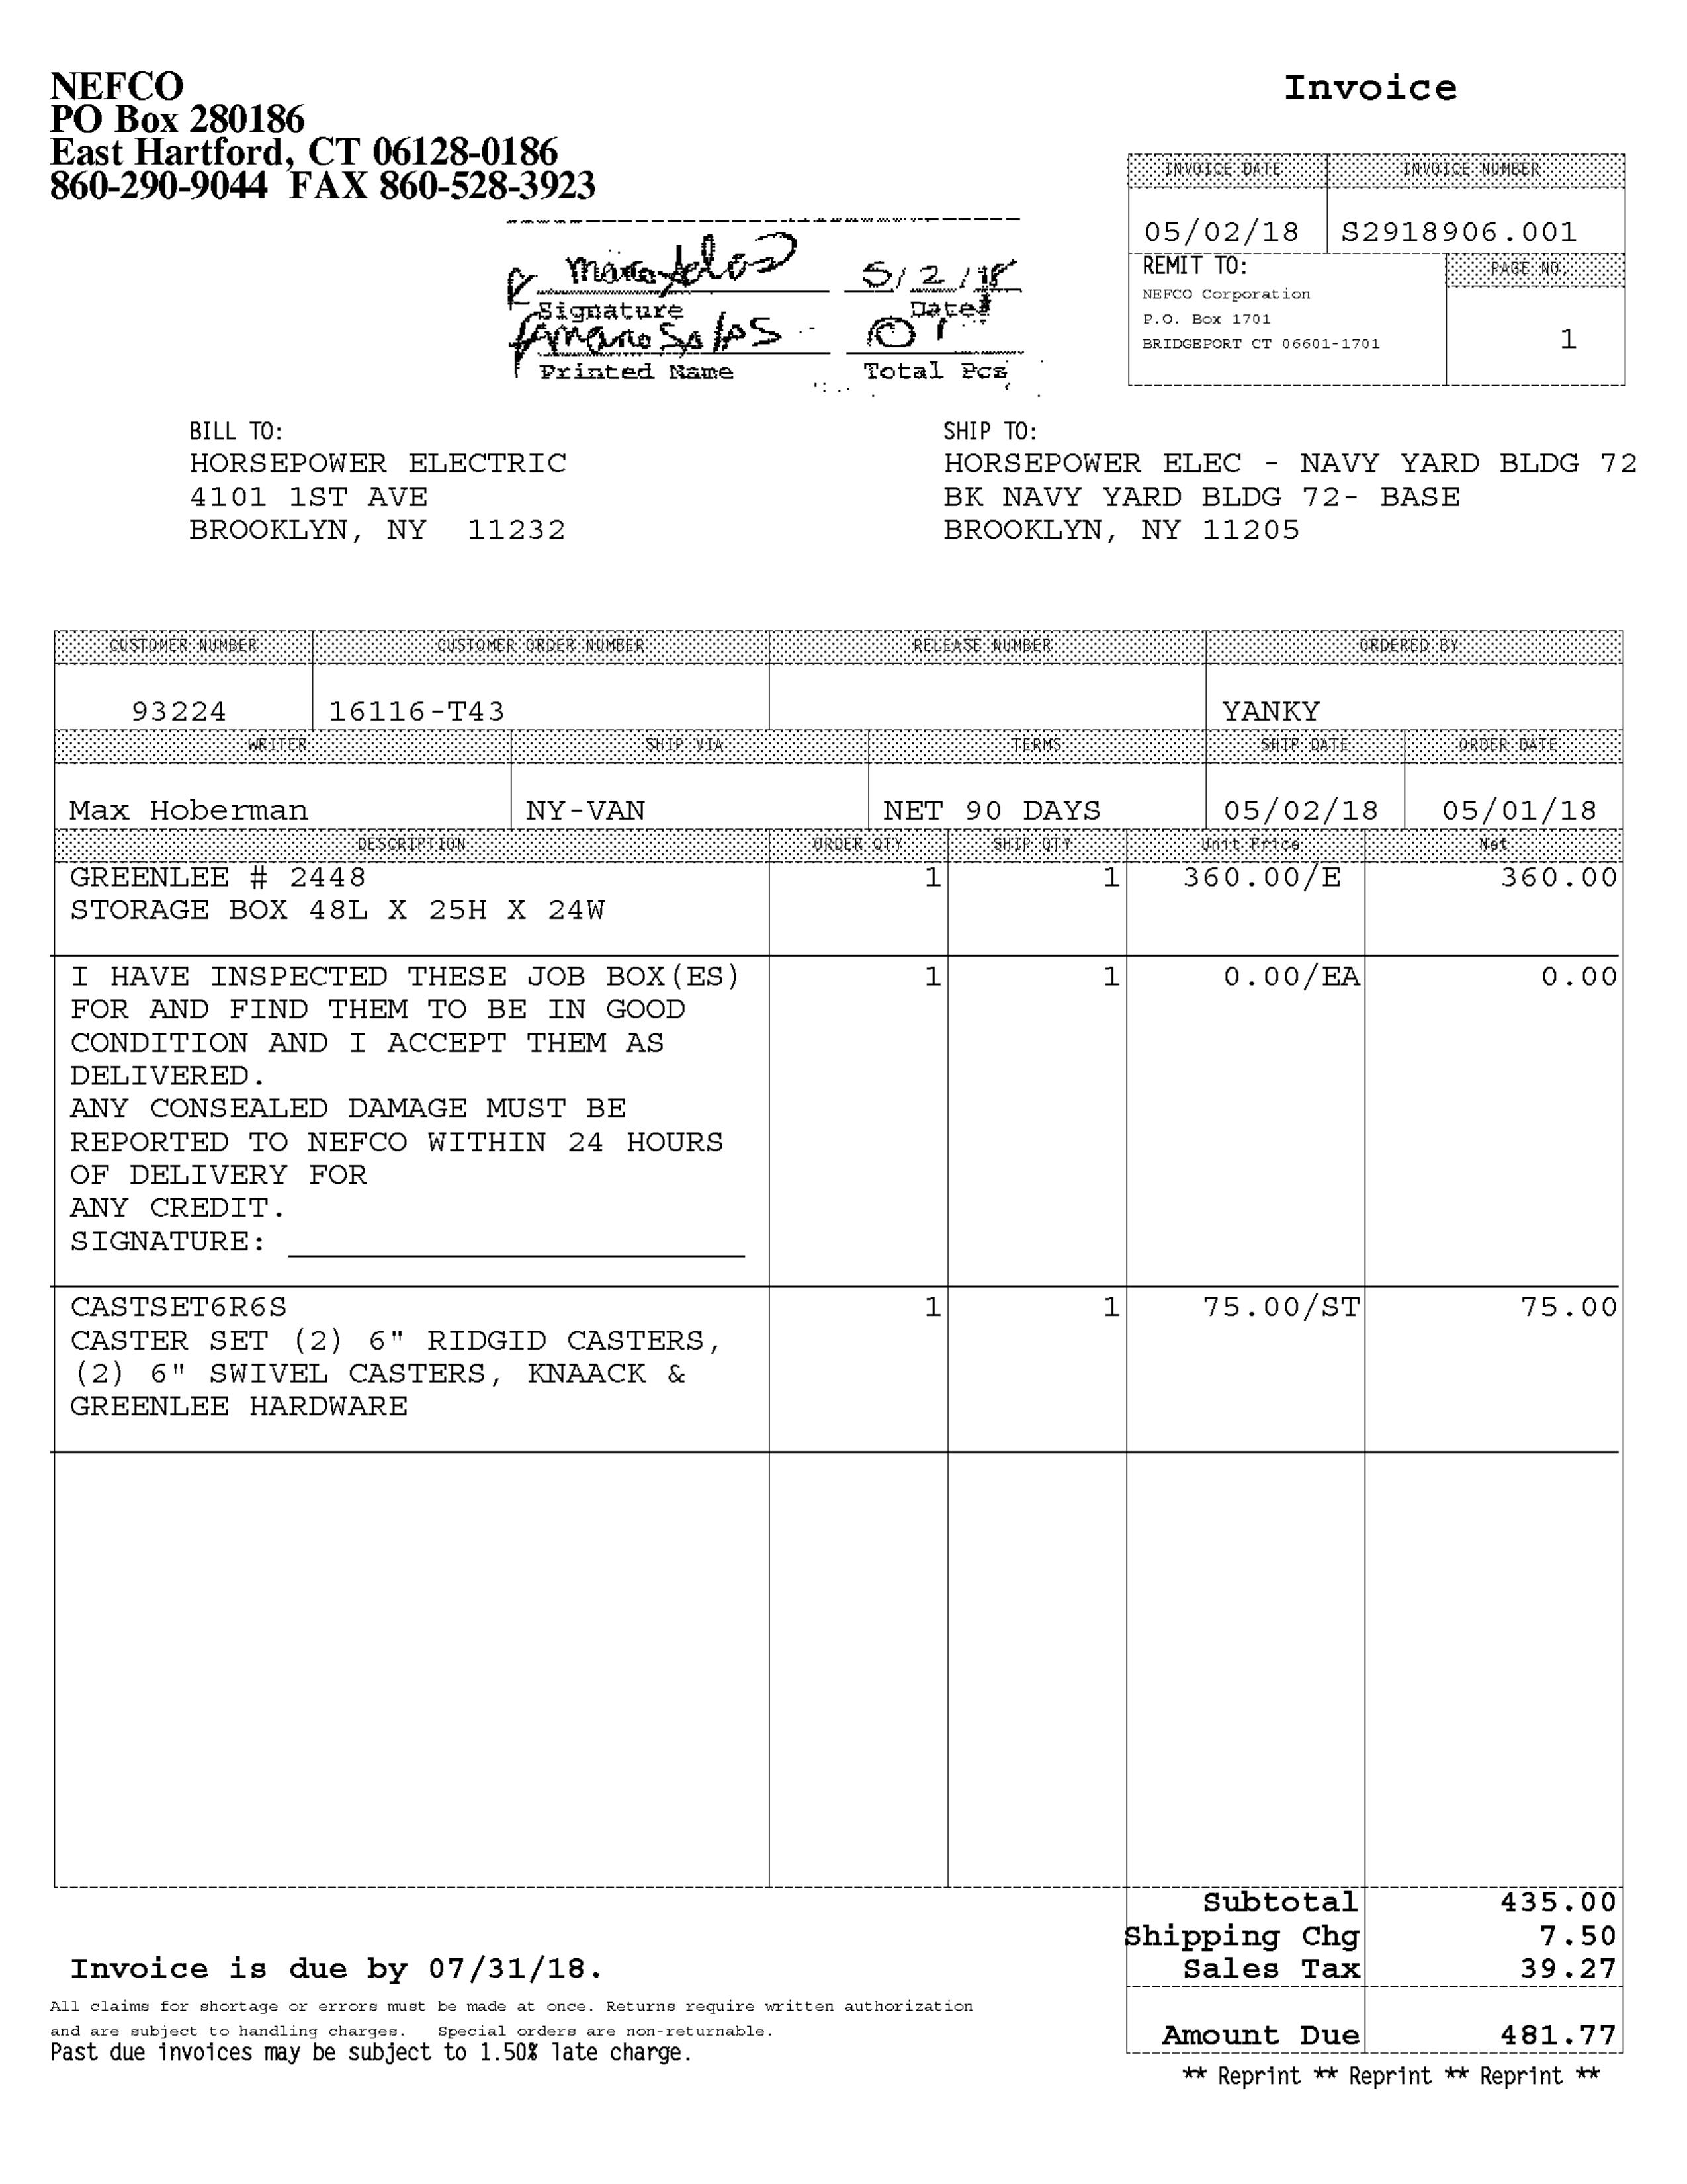 NEFCO
PO Box 280186
East Hartford, CT 06128-0186
860-290-9044 FAX 860-528-3923
Invoice
INVOICE DATE INVOICE NUMBER
05/02/18 S2918906.001
REMIT TO: PAGE NO.
NEFCO Corporation
P.O. Box 1701
BRIDGEPORT CT 06601-1701
1
5/2/18
Signature Date
01
Printed Name Total Pcs
BILL TO:
HORSEPOWER ELECTRIC
4101 1ST AVE
BROOKLYN, NY 11232
SHIP TO:
HORSEPOWER ELEC - NAVY YARD BLDG 72
BK NAVY YARD BLDG 72- BASE
BROOKLYN, NY 11205
CUSTOMER NUMBER CUSTOMER ORDER NUMBER RELEASE NUMBER ORDERED BY
93224 16116-T43 YANKY
WRITER SHIP VIA TERMS SHIP DATE ORDER DATE
Max Hoberman NY-VAN NET 90 DAYS 05/02/18 05/01/18
DESCRIPTION ORDER QTY SHIP QTY Unit Price Net
GREENLEE # 2448 1 1 360.00/E 360.00
STORAGE BOX 48L X 25H X 24W
I HAVE INSPECTED THESE JOB BOX(ES) 1 1 0.00/EA 0.00
FOR AND FIND THEM TO BE IN GOOD
CONDITION AND I ACCEPT THEM AS
DELIVERED.
ANY CONSEALED DAMAGE MUST BE
REPORTED TO NEFCO WITHIN 24 HOURS
OF DELIVERY FOR
ANY CREDIT.
SIGNATURE:
CASTSET6R6S 1 1 75.00/ST 75.00
CASTER SET (2) 6" RIDGID CASTERS,
(2) 6" SWIVEL CASTERS, KNAACK &
GREENLEE HARDWARE
Subtotal 435.00
Shipping Chg 7.50
Sales Tax 39.27
Amount Due 481.77
** Reprint ** Reprint ** Reprint **
Invoice is due by 07/31/18.
All claims for shortage or errors must be made at once. Returns require written authorization
and are subject to handling charges. Special orders are non-returnable.
Past due invoices may be subject to 1.50% late charge.